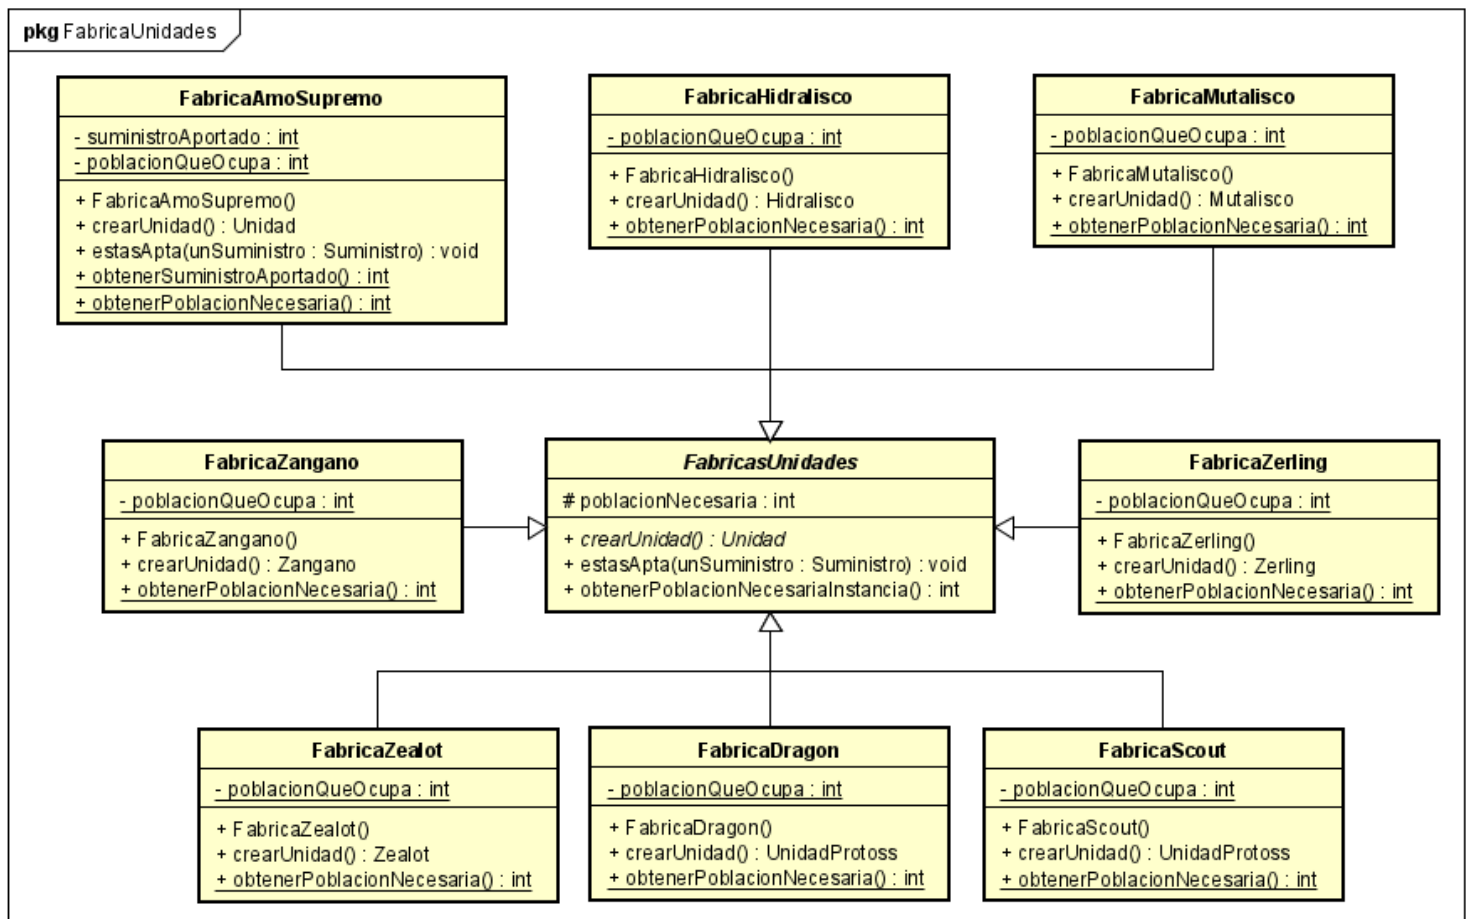 pkg FabricaUnidades
FabricaAmoSupremo
- suministroAportado : int
- poblacionQueOcupa : int
+ FabricaAmoSupremo()
+ crearUnidad() : Unidad
+ estasApta(unSuministro : Suministro) : void
+ obtenerSuministroAportado() : int
+ obtenerPoblacionNecesaria() : int
FabricaHidralisco
- poblacionQueOcupa : int
+ FabricaHidralisco()
+ crearUnidad() : Hidralisco
+ obtenerPoblacionNecesaria() : int
FabricaMutalisco
- poblacionQueOcupa : int
+ FabricaMutalisco()
+ crearUnidad() : Mutalisco
+ obtenerPoblacionNecesaria() : int
FabricaZangano
- poblacionQueOcupa : int
+ FabricaZangano()
+ crearUnidad() : Zangano
+ obtenerPoblacionNecesaria() : int
FabricasUnidades
# poblacionNecesaria : int
+ crearUnidad() : Unidad
+ estasApta(unSuministro : Suministro) : void
+ obtenerPoblacionNecesariaInstancia() : int
FabricaZerling
- poblacionQueOcupa : int
+ FabricaZerling()
+ crearUnidad() : Zerling
+ obtenerPoblacionNecesaria() : int
FabricaZealot
- poblacionQueOcupa : int
+ FabricaZealot()
+ crearUnidad() : Zealot
+ obtenerPoblacionNecesaria() : int
FabricaDragon
- poblacionQueOcupa : int
+ FabricaDragon()
+ crearUnidad() : UnidadProtoss
+ obtenerPoblacionNecesaria() : int
FabricaScout
- poblacionQueOcupa : int
+ FabricaScout()
+ crearUnidad() : UnidadProtoss
+ obtenerPoblacionNecesaria() : int